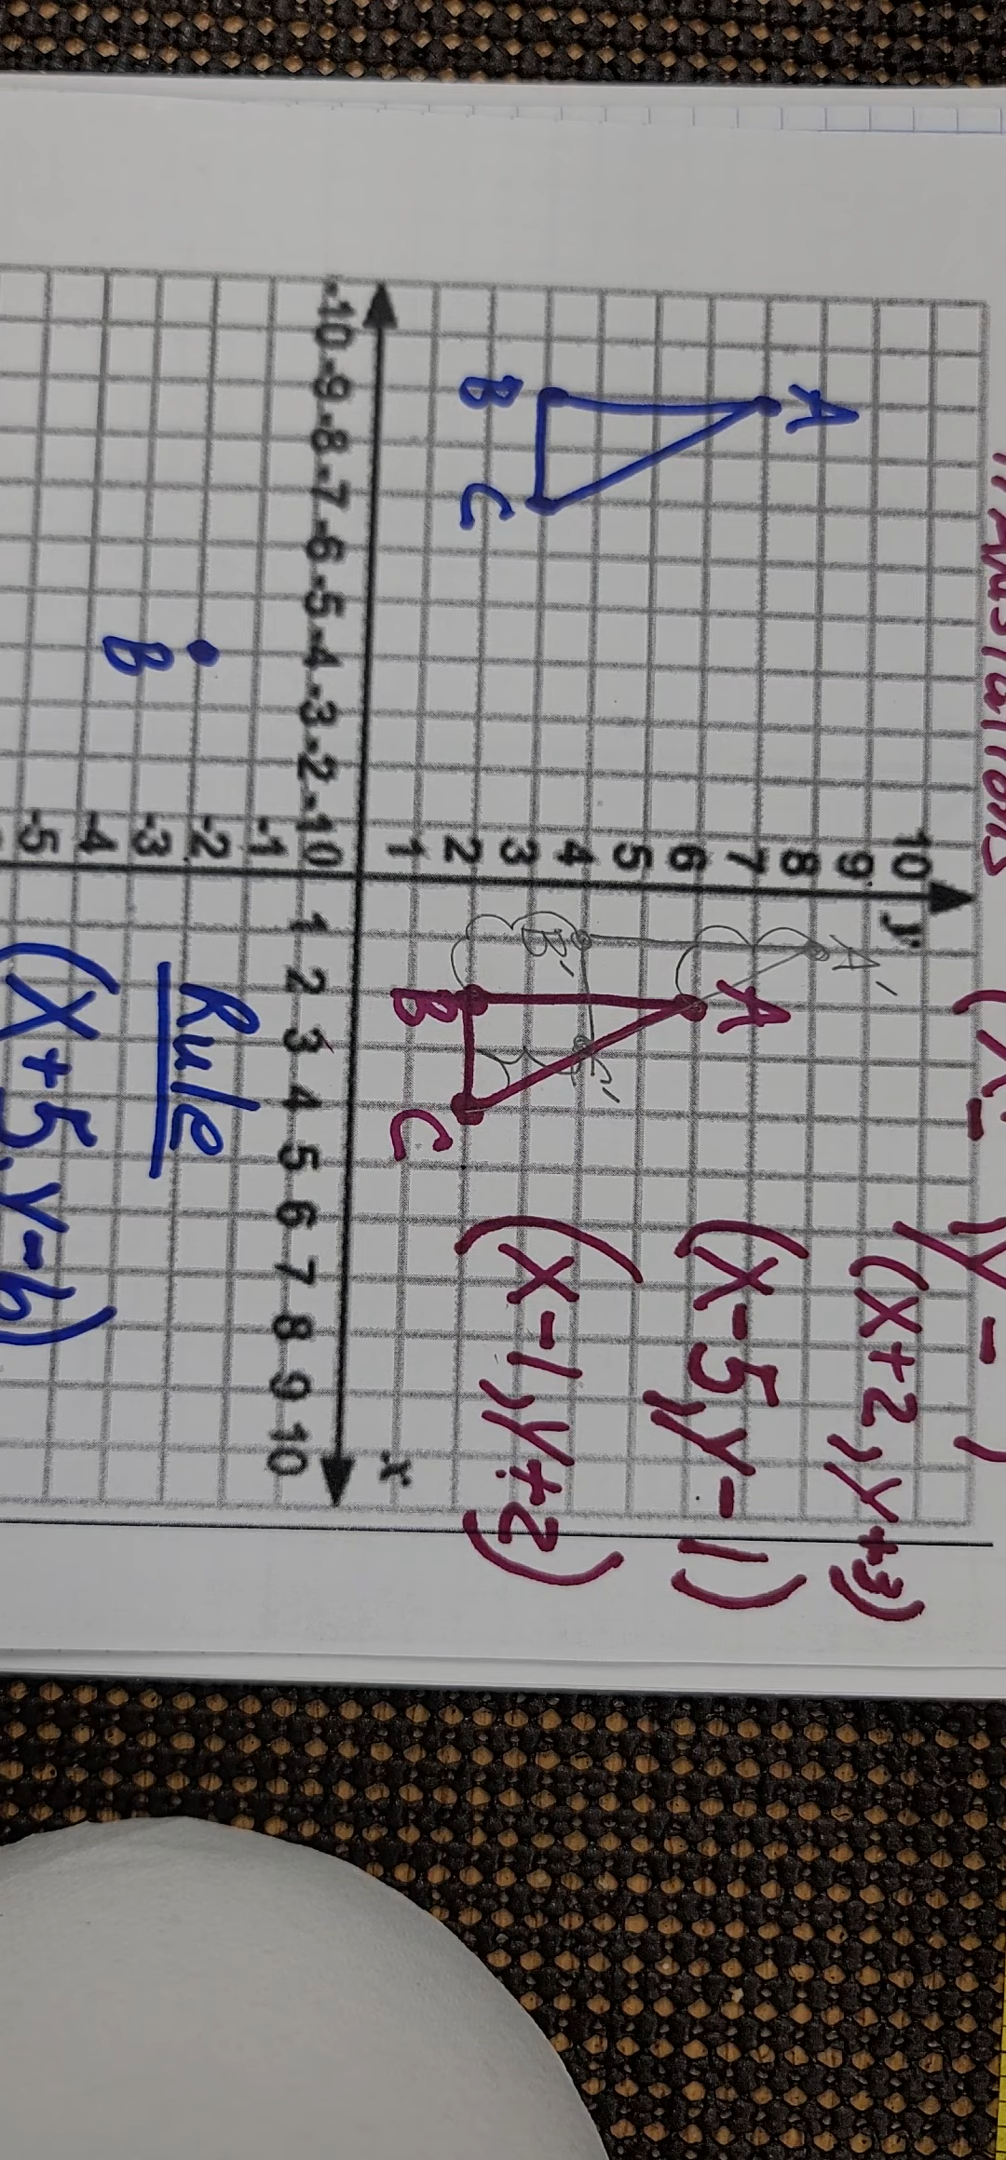 Translations
(x- y- )
(x+2, y+3)
(x-5, y-1)
(x-1, y+2)
y
10
9
8
7
6
5
4
3
2
1
A
B
C
A'
B'
C'
A
B
C
x
-10 -9 -8 -7 -6 -5 -4 -3 -2 -1 0 1 2 3 4 5 6 7 8 9 10
-1
-2
-3
-4
-5
B
Rule
(x+5, y-6)